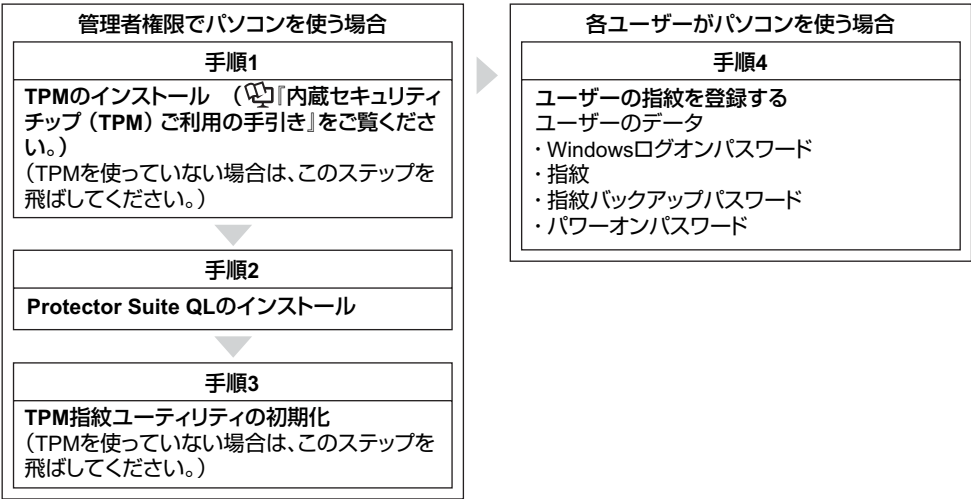 管理者権限でパソコンを使う場合
手順1
TPMのインストール （『内蔵セキュリティ
チップ（TPM）ご利用の手引き』をご覧くださ
い。）
（TPMを使っていない場合は、このステップを
飛ばしてください。）
手順2
Protector Suite QLのインストール
手順3
TPM指紋ユーティリティの初期化
（TPMを使っていない場合は、このステップを
飛ばしてください。）
各ユーザーがパソコンを使う場合
手順4
ユーザーの指紋を登録する
ユーザーのデータ
・Windowsログオンパスワード
・指紋
・指紋バックアップパスワード
・パワーオンパスワード